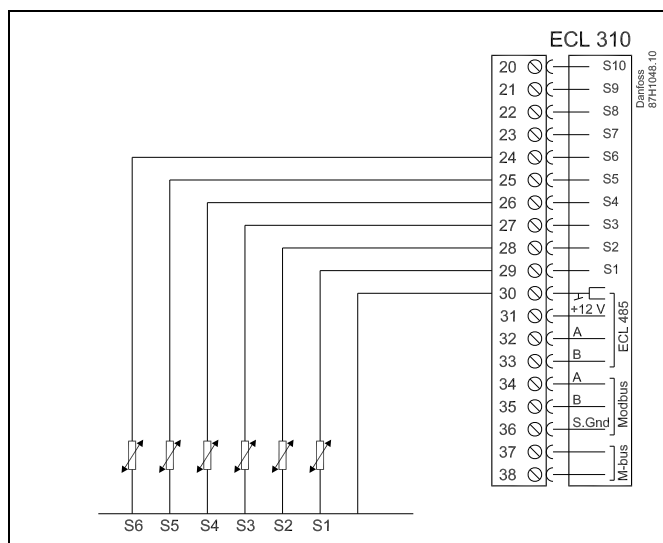 ECL 310
Danfoss
87H1048.10
20 S10
21 S9
22 S8
23 S7
24 S6
25 S5
26 S4
27 S3
28 S2
29 S1
30
31 +12 V
32 A
33 B
ECL 485
34 A
35 B
36 S.Gnd
Modbus
37
38
M-bus
S6 S5 S4 S3 S2 S1